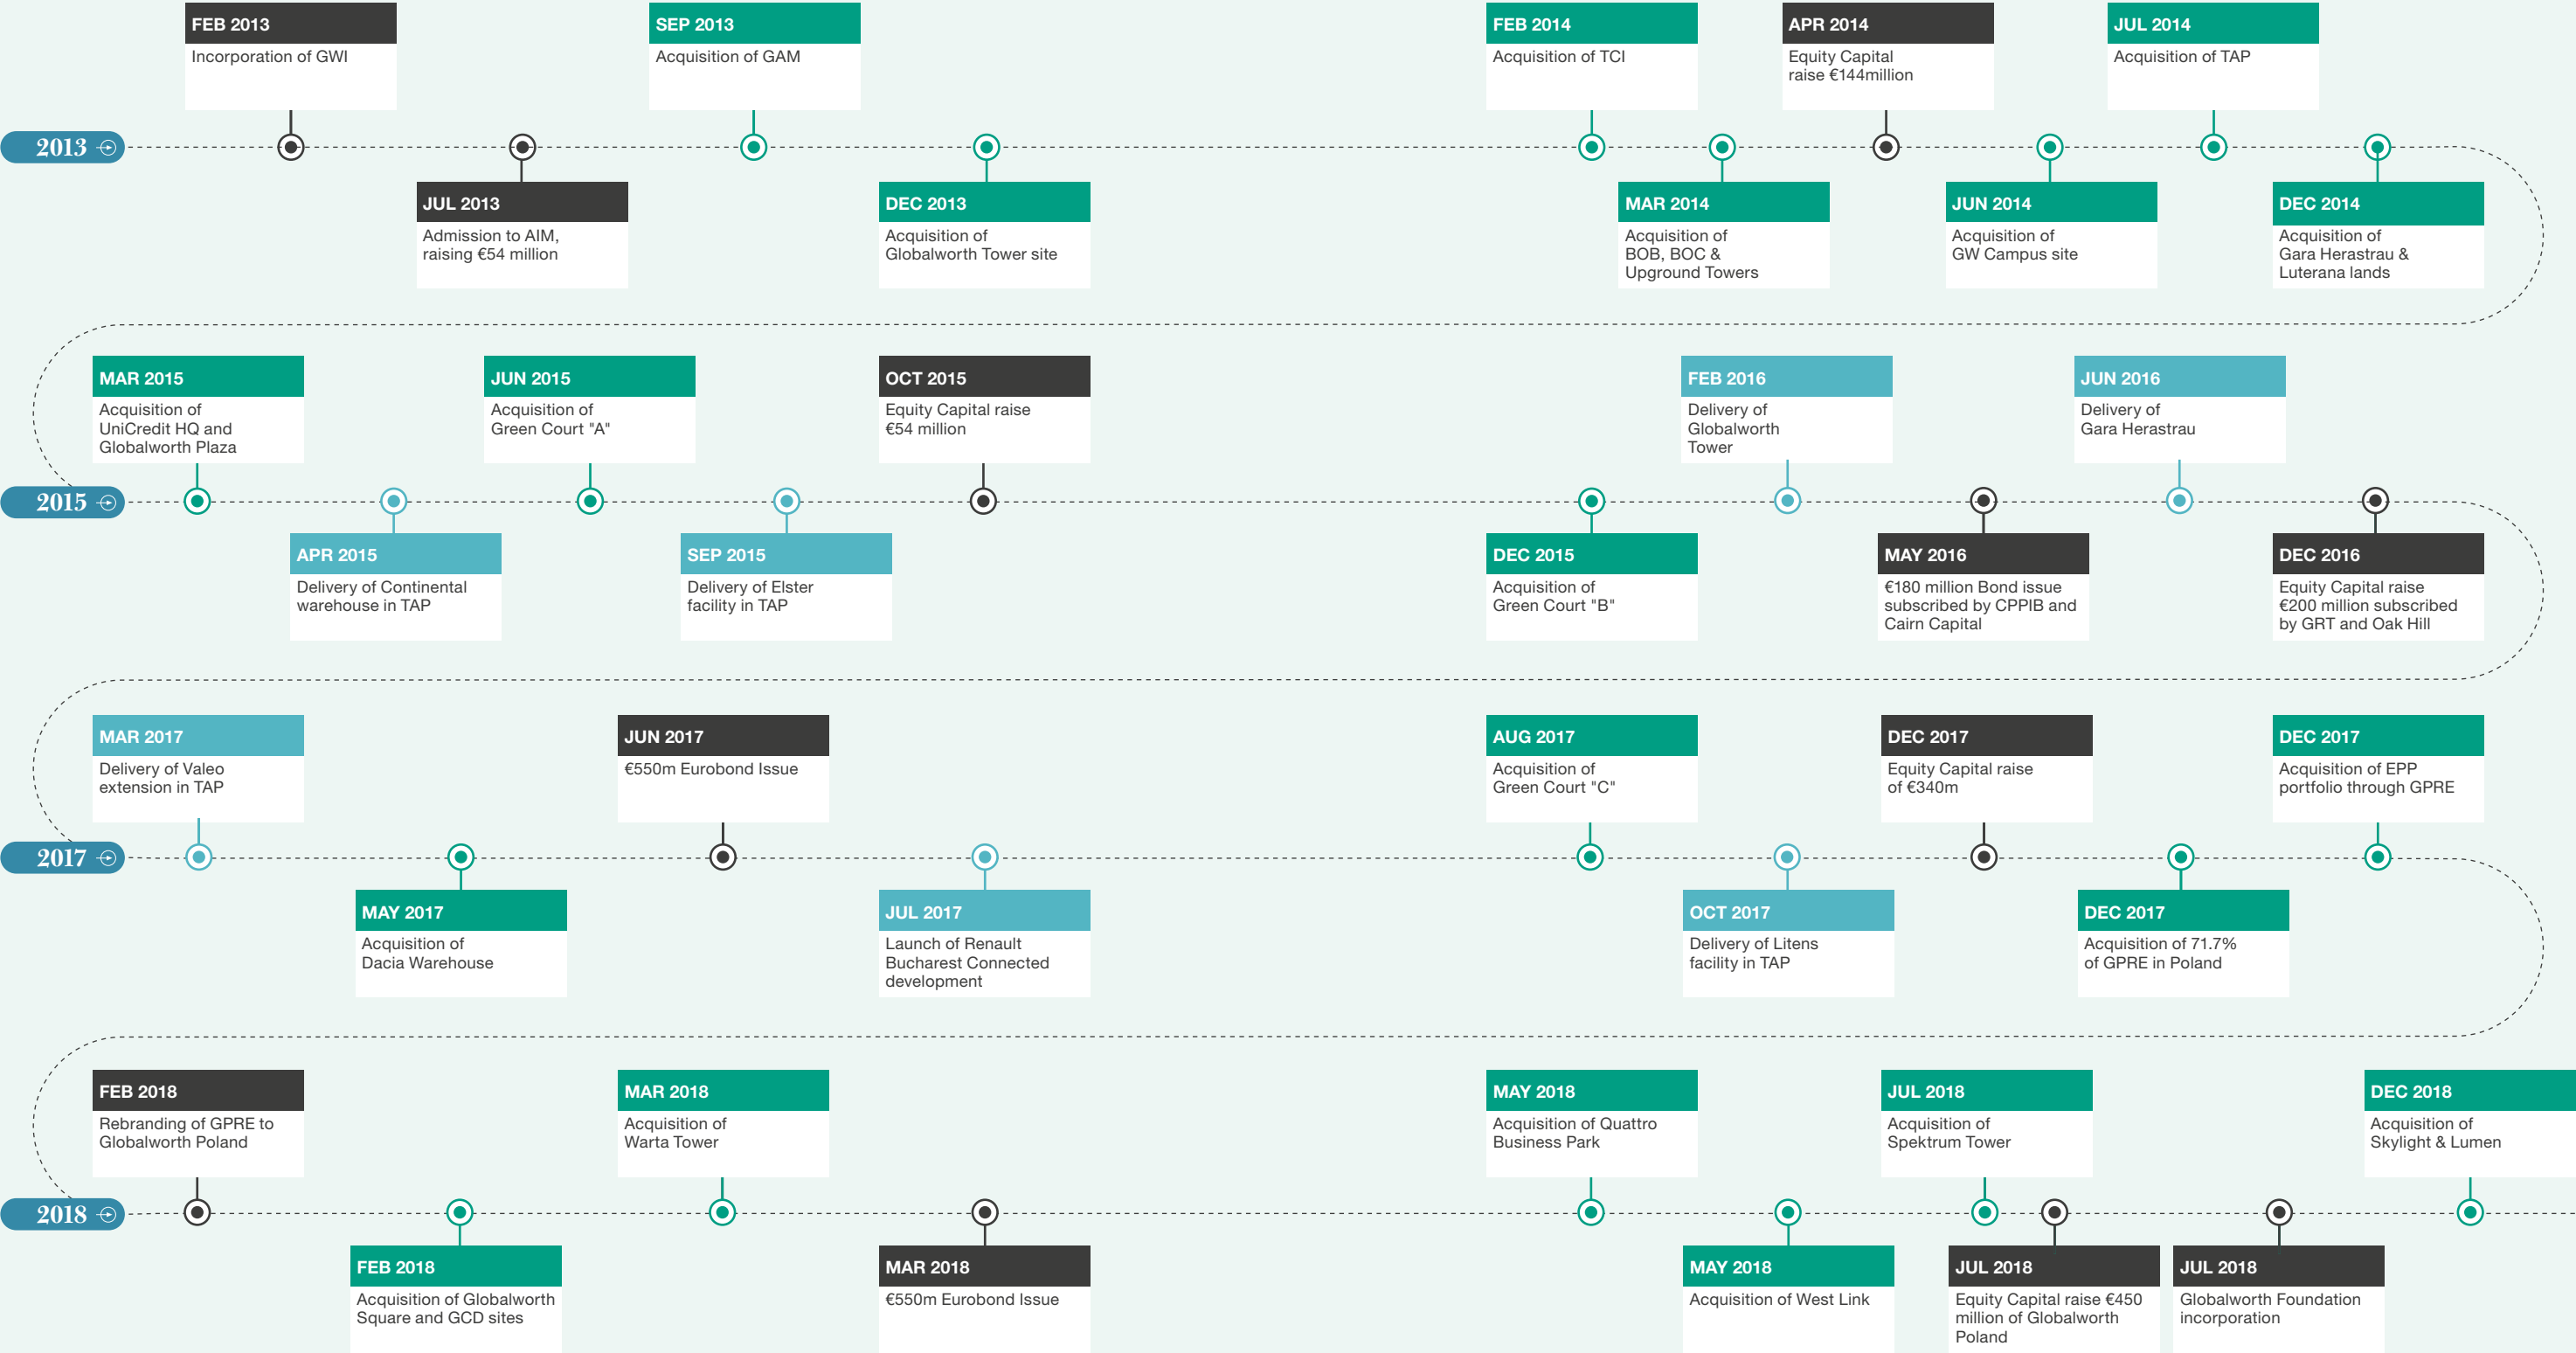 2013
FEB 2013
Incorporation of GWI
JUL 2013
Admission to AIM,
raising €54 million
SEP 2013
Acquisition of GAM
DEC 2013
Acquisition of
Globalworth Tower site
FEB 2014
Acquisition of TCI
MAR 2014
Acquisition of
BOB, BOC &
Upground Towers
APR 2014
Equity Capital
raise €144million
JUN 2014
Acquisition of
GW Campus site
JUL 2014
Acquisition of TAP
DEC 2014
Acquisition of
Gara Herastrau &
Luterana lands
2015
MAR 2015
Acquisition of
UniCredit HQ and
Globalworth Plaza
APR 2015
Delivery of Continental
warehouse in TAP
JUN 2015
Acquisition of
Green Court "A"
SEP 2015
Delivery of Elster
facility in TAP
OCT 2015
Equity Capital raise
€54 million
DEC 2015
Acquisition of
Green Court "B"
FEB 2016
Delivery of
Globalworth
Tower
MAY 2016
€180 million Bond issue
subscribed by CPPIB and
Cairn Capital
JUN 2016
Delivery of
Gara Herastrau
DEC 2016
Equity Capital raise
€200 million subscribed
by GRT and Oak Hill
2017
MAR 2017
Delivery of Valeo
extension in TAP
MAY 2017
Acquisition of
Dacia Warehouse
JUN 2017
€550m Eurobond Issue
JUL 2017
Launch of Renault
Bucharest Connected
development
AUG 2017
Acquisition of
Green Court "C"
OCT 2017
Delivery of Litens
facility in TAP
DEC 2017
Equity Capital raise
of €340m
DEC 2017
Acquisition of 71.7%
of GPRE in Poland
DEC 2017
Acquisition of EPP
portfolio through GPRE
2018
FEB 2018
Rebranding of GPRE to
Globalworth Poland
FEB 2018
Acquisition of Globalworth
Square and GCD sites
MAR 2018
Acquisition of
Warta Tower
MAR 2018
€550m Eurobond Issue
MAY 2018
Acquisition of Quattro
Business Park
MAY 2018
Acquisition of West Link
JUL 2018
Acquisition of
Spektrum Tower
JUL 2018
Equity Capital raise €450
million of Globalworth
Poland
JUL 2018
Globalworth Foundation
incorporation
DEC 2018
Acquisition of
Skylight & Lumen